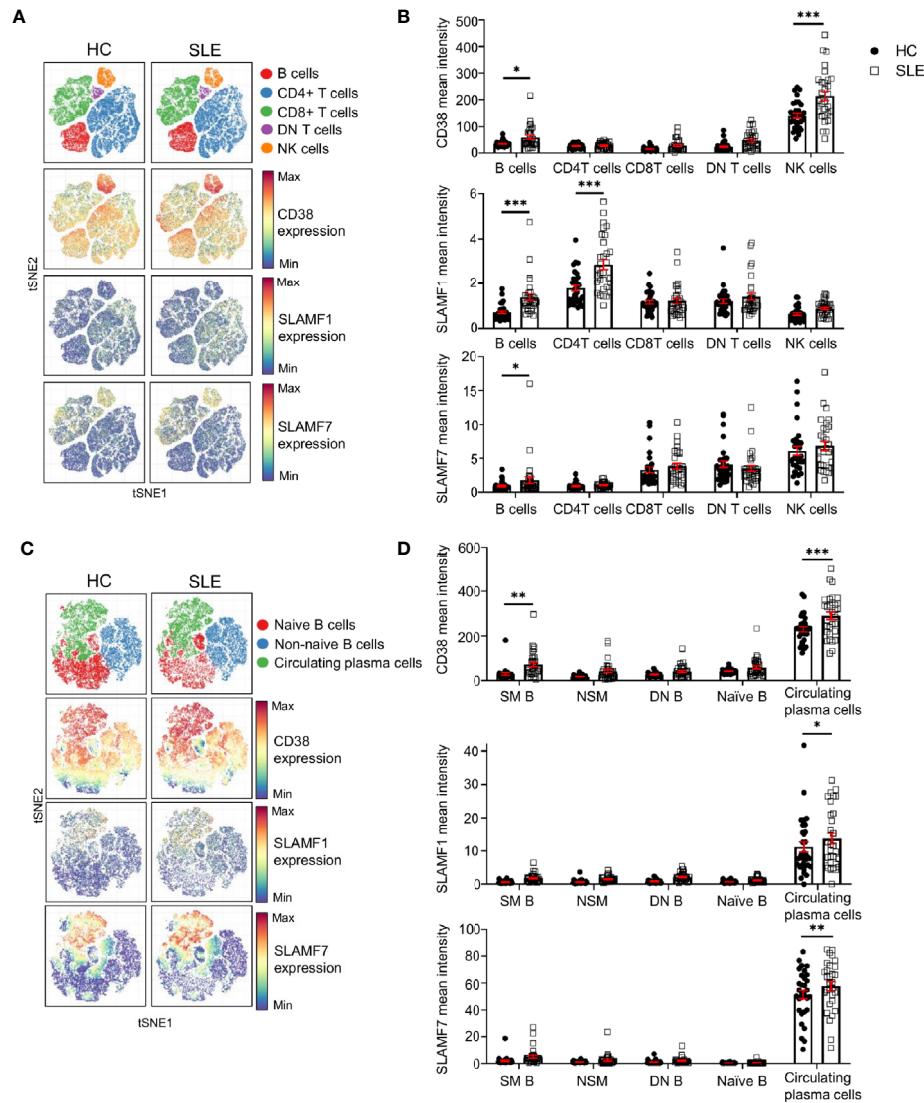 A
HC
SLE
B cells
CD4+ T cells
CD8+ T cells
DN T cells
NK cells
Max
CD38
expression
Min
Max
SLAMF1
expression
Min
Max
SLAMF7
expression
Min
tSNE2
tSNE1
B
HC
SLE
CD38 mean intensity
500
400
300
200
100
0
*
***
B cells
CD4T cells
CD8T cells
DN T cells
NK cells
SLAMF1 mean intensity
6
4
2
0
***
***
B cells
CD4T cells
CD8T cells
DN T cells
NK cells
SLAMF7 mean intensity
20
15
10
5
0
*
B cells
CD4T cells
CD8T cells
DN T cells
NK cells
C
HC
SLE
Naive B cells
Non-naive B cells
Circulating plasma cells
Max
CD38
expression
Min
Max
SLAMF1
expression
Min
Max
SLAMF7
expression
Min
tSNE2
tSNE1
D
CD38 mean intensity
600
400
200
0
**
***
SM B
NSM
DN B
Naïve B
Circulating
plasma cells
SLAMF1 mean intensity
50
40
30
20
10
0
*
SM B
NSM
DN B
Naïve B
Circulating
plasma cells
SLAMF7 mean intensity
100
80
60
40
20
0
**
SM B
NSM
DN B
Naïve B
Circulating
plasma cells